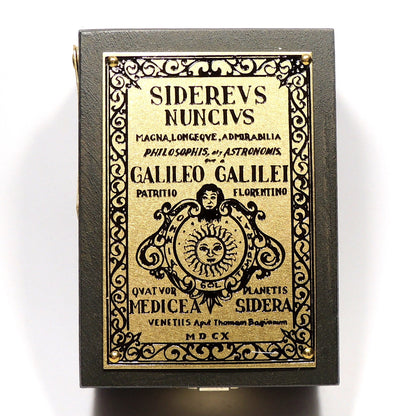 SIDEREVS
NUNCIVS
MAGNA, LONGEQVE, ADMIRABILIA
PHILOSOPHIS, atq ASTRONOMIS,
que a
GALILEO GALILEI
PATRITIO FLORENTINO
SOL
QVATVOR PLANETIS
MEDICEA SIDERA
VENETIIS Apud Thomam
MDCX